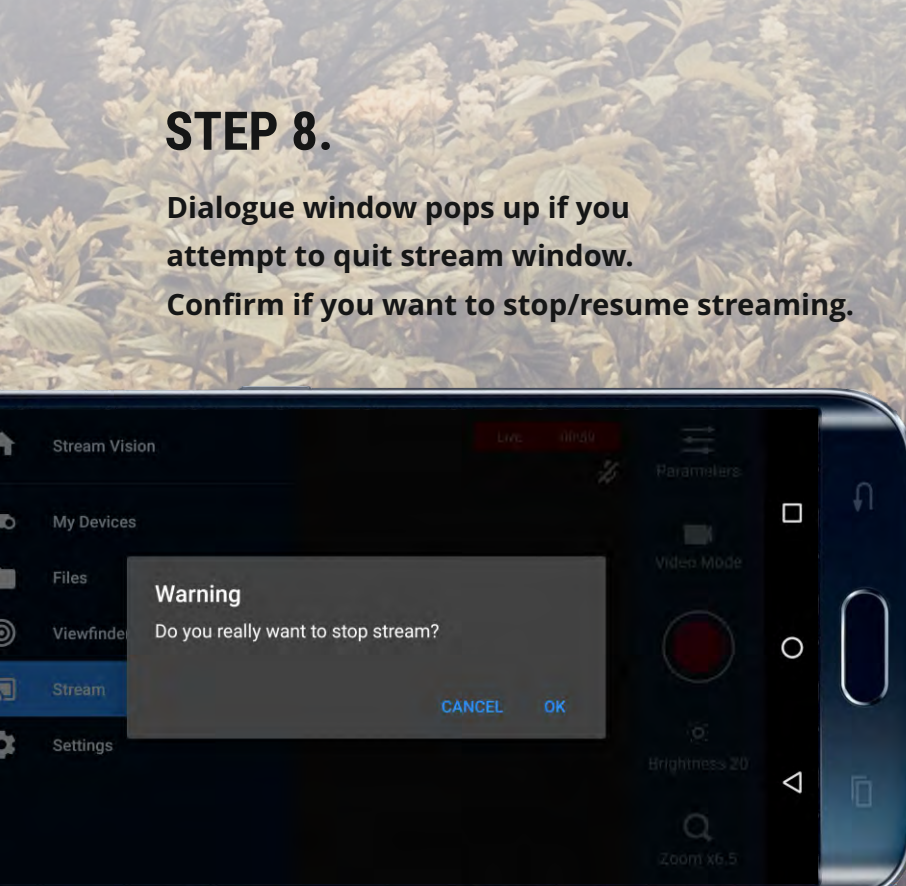 STEP 8.
Dialogue window pops up if you
attempt to quit stream window.
Confirm if you want to stop/resume streaming.
Stream Vision
LIVE
Parameters
My Devices
Video Mode
Files
Warning
Viewfinder
Do you really want to stop stream?
Stream
CANCEL OK
Settings
Brightness 20
Zoom x6.5